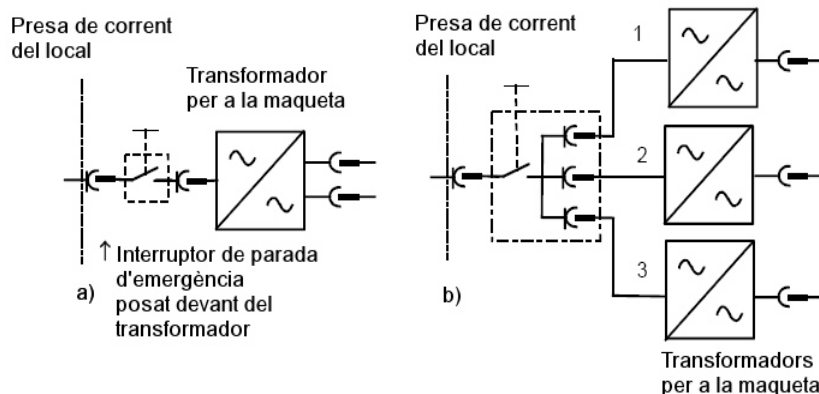 Presa de corrent
del local
Transformador
per a la maqueta
↑ Interruptor de parada
d'emergència
posat devant del
transformador
a)
Presa de corrent
del local
1
2
3
b)
Transformadors
per a la maqueta